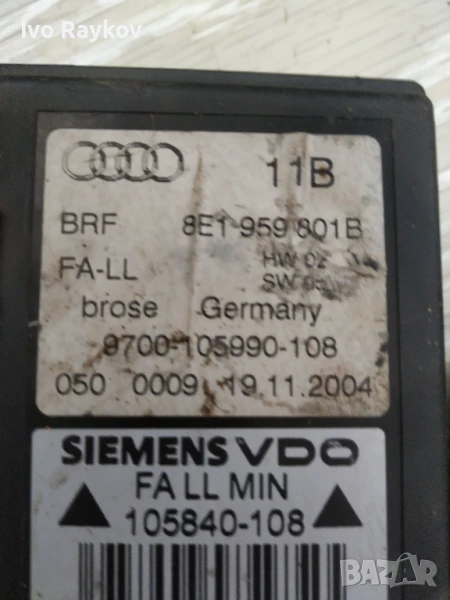 Ivo Raykov
11B
BRF 8E1 959 801B
FA-LL HW 02
SW
brose Germany
9700-105990-108
050 0009 19.11.2004
SIEMENS VDO
FA LL MIN
105840-108
BAZAR